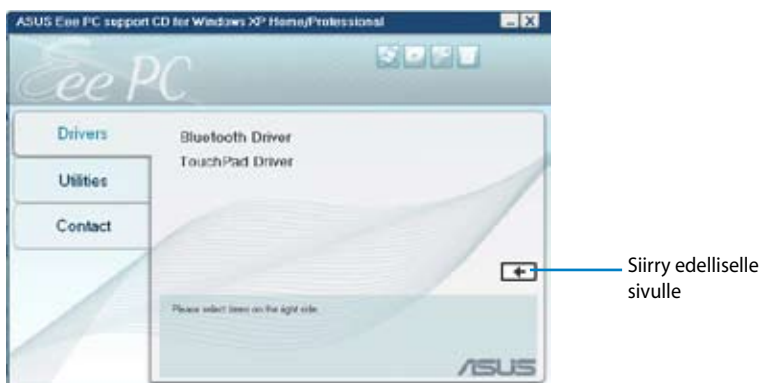 ASUS Eee PC support CD for Windows XP Home/Professional
Eee PC
Drivers
Bluetooth Driver
TouchPad Driver
Utilities
Contact
Siirry edelliselle
sivulle
Please select items on the right side.
ASUS